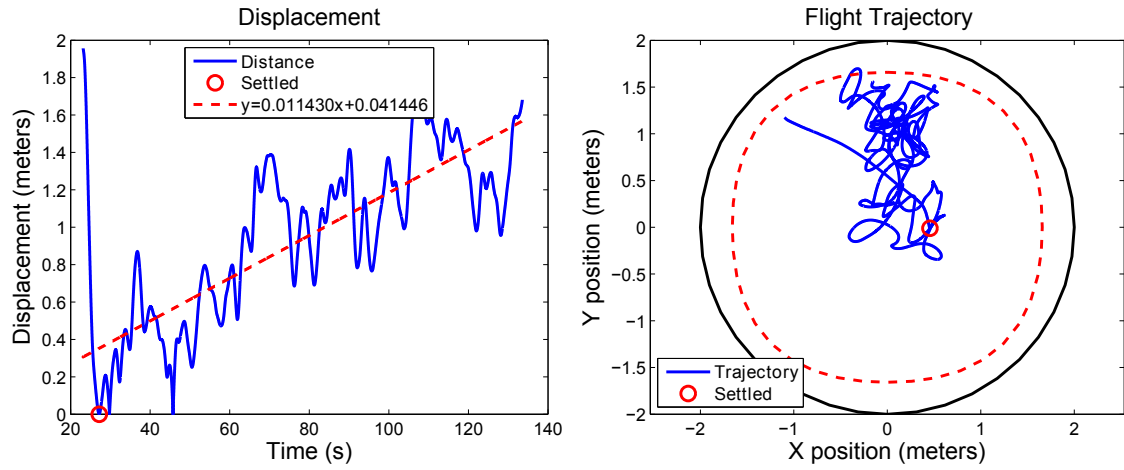 Displacement
2
1.8
1.6
1.4
1.2
1
0.8
0.6
0.4
0.2
0
Displacement (meters)
Distance
Settled
y=0.011430x+0.041446
20
40
60
80
100
120
140
Time (s)
Flight Trajectory
2
1.5
1
0.5
0
−0.5
−1
−1.5
−2
Y position (meters)
Trajectory
Settled
−2
−1
0
1
2
X position (meters)